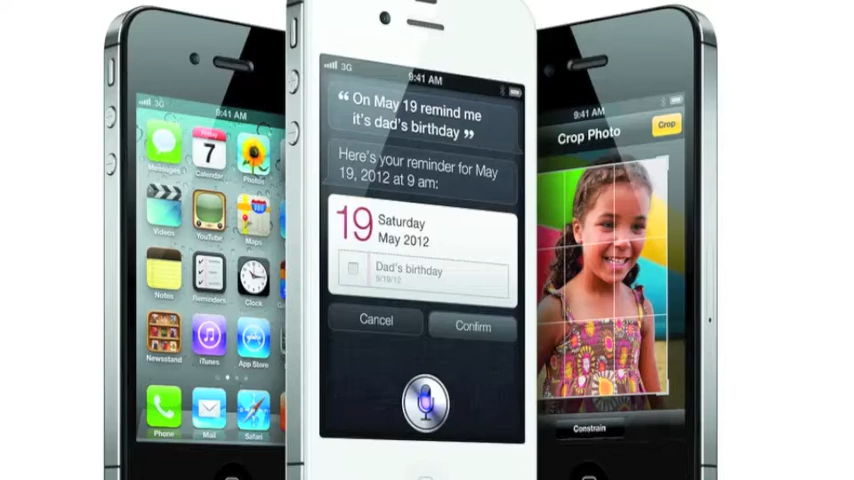 3G
9:41 AM
Messages
Friday
7
Calendar
Photos
Videos
YouTube
Maps
Notes
Reminders
Clock
Newsstand
iTunes
App Store
Phone
Mail
Safari
3G
9:41 AM
“ On May 19 remind me
it's dad's birthday ”
Here's your reminder for May
19, 2012 at 9 am:
19
Saturday
May 2012
Dad's birthday
5/19/12
Cancel
Confirm
9:41 AM
Crop Photo
Crop
Constrain